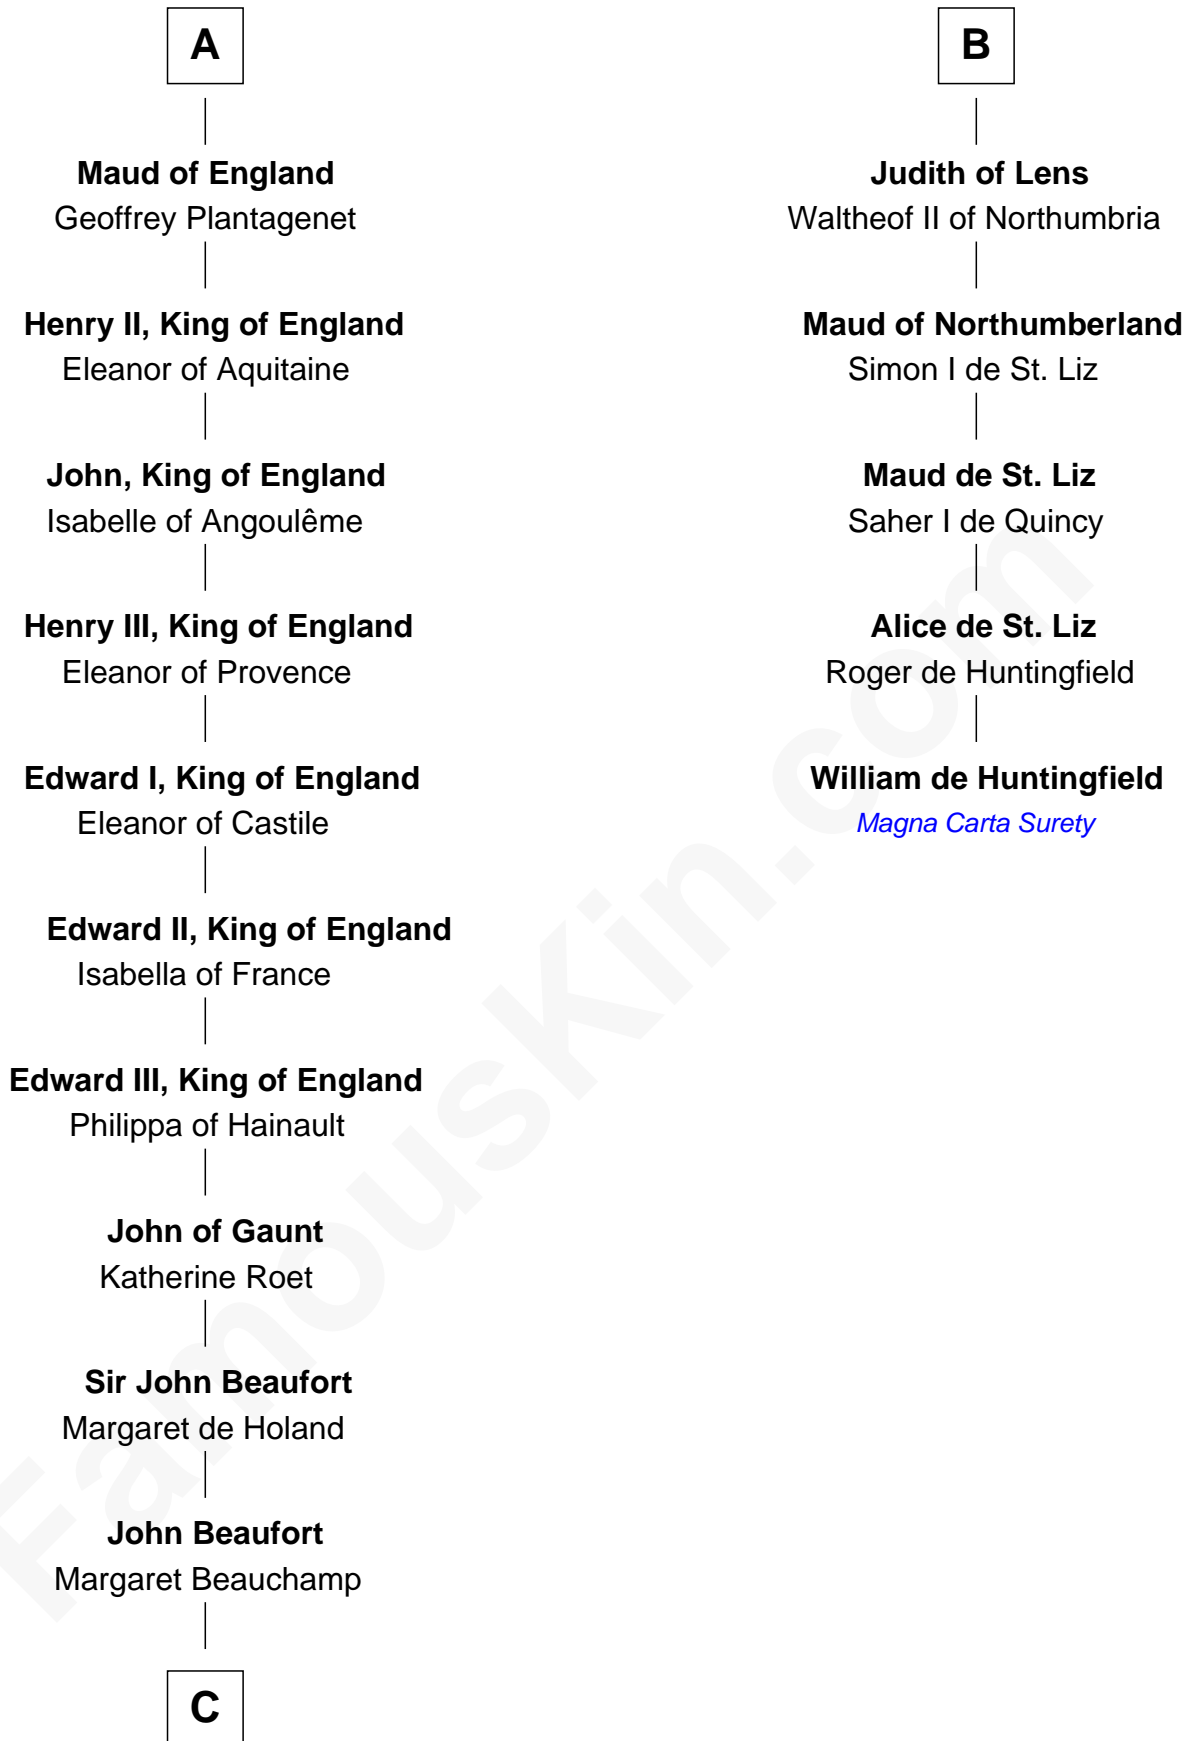 A
Maud of England
Geoffrey Plantagenet
Henry II, King of England
Eleanor of Aquitaine
John, King of England
Isabelle of Angoulême
Henry III, King of England
Eleanor of Provence
Edward I, King of England
Eleanor of Castile
Edward II, King of England
Isabella of France
Edward III, King of England
Philippa of Hainault
John of Gaunt
Katherine Roet
Sir John Beaufort
Margaret de Holand
John Beaufort
Margaret Beauchamp
C
B
Judith of Lens
Waltheof II of Northumbria
Maud of Northumberland
Simon I de St. Liz
Maud de St. Liz
Saher I de Quincy
Alice de St. Liz
Roger de Huntingfield
William de Huntingfield
Magna Carta Surety
FamousKin.com